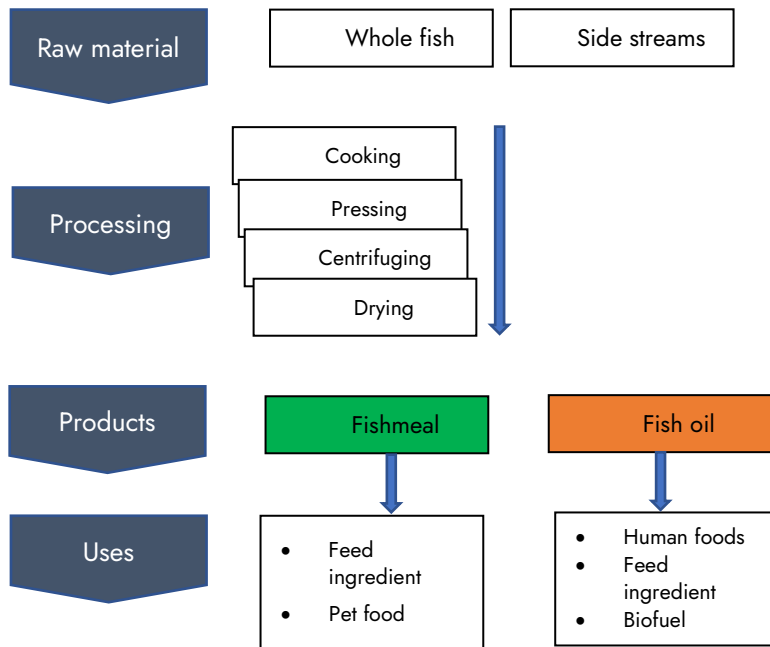 Raw material
Whole fish
Side streams
Processing
Cooking
Pressing
Centrifuging
Drying
Products
Fishmeal
Fish oil
Uses
• Feed
ingredient
• Pet food
• Human foods
• Feed
ingredient
• Biofuel